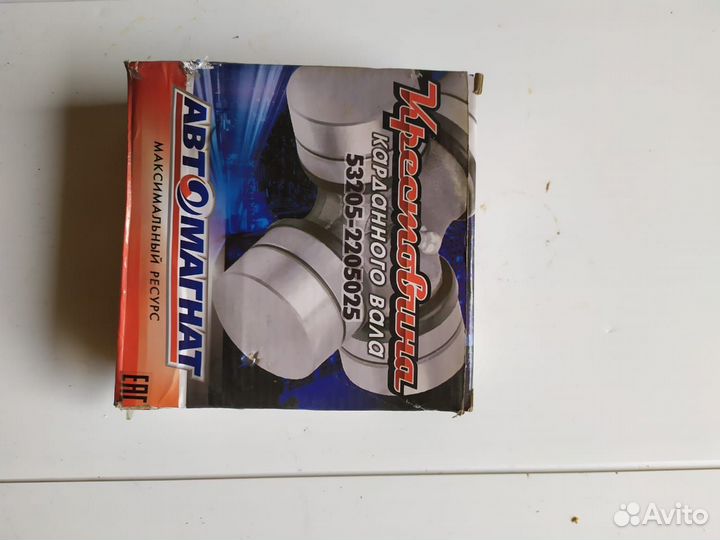 Крестовина
КАРДАННОГО ВАЛА
53205-2205025
АВТОМАГНАТ
МАКСИМАЛЬНЫЙ РЕСУРС
EAC
Avito